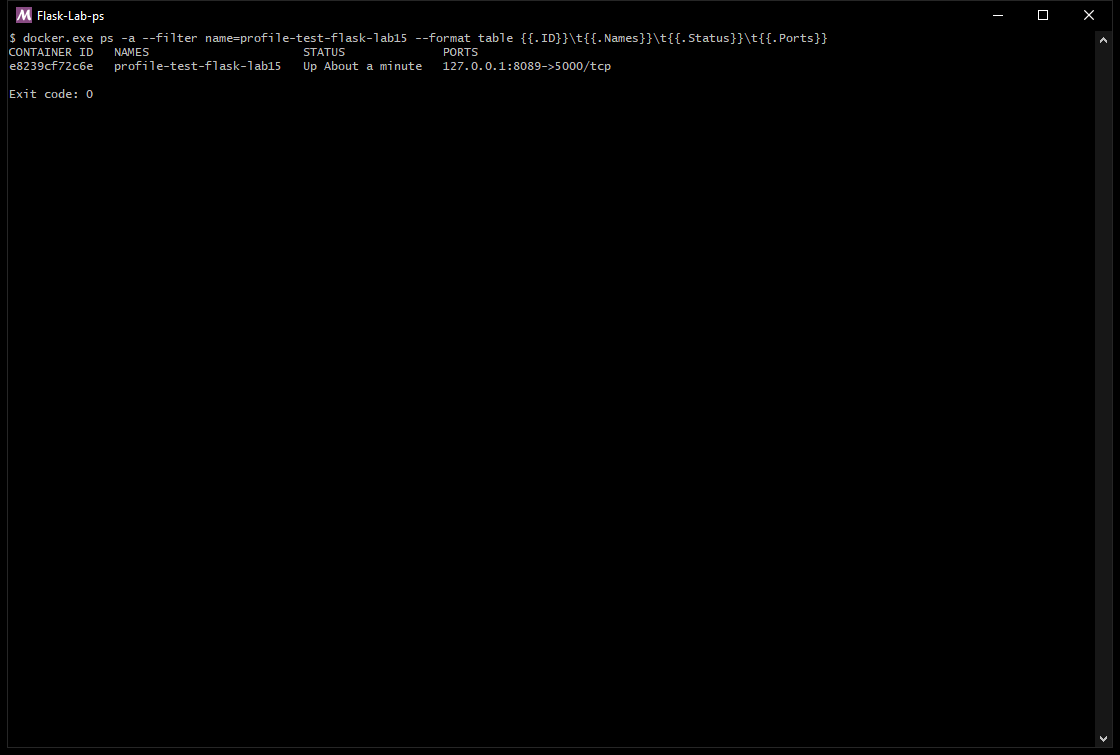 Flask-Lab-ps
$ docker.exe ps -a --filter name=profile-test-flask-lab15 --format table {{.ID}}\t{{.Names}}\t{{.Status}}\t{{.Ports}}
CONTAINER ID   NAMES                      STATUS              PORTS
e8239cf72c6e   profile-test-flask-lab15   Up About a minute   127.0.0.1:8089->5000/tcp
Exit code: 0